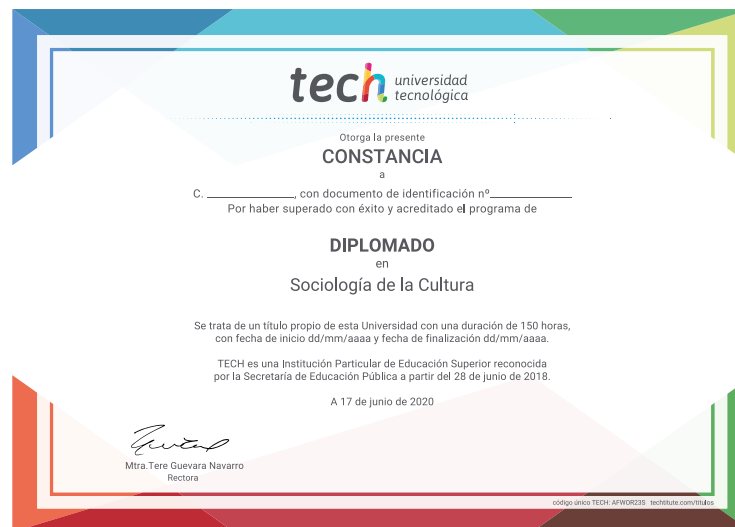 tech universidad
tecnológica
Otorga la presente
CONSTANCIA
a
C. ______________, con documento de identificación nº_____________
Por haber superado con éxito y acreditado el programa de
DIPLOMADO
en
Sociología de la Cultura
Se trata de un título propio de esta Universidad con una duración de 150 horas,
con fecha de inicio dd/mm/aaaa y fecha de finalización dd/mm/aaaa.
TECH es una Institución Particular de Educación Superior reconocida
por la Secretaría de Educación Pública a partir del 28 de junio de 2018.
A 17 de junio de 2020
Mtra.Tere Guevara Navarro
Rectora
código único TECH: AFWOR23S techtitute.com/titulos